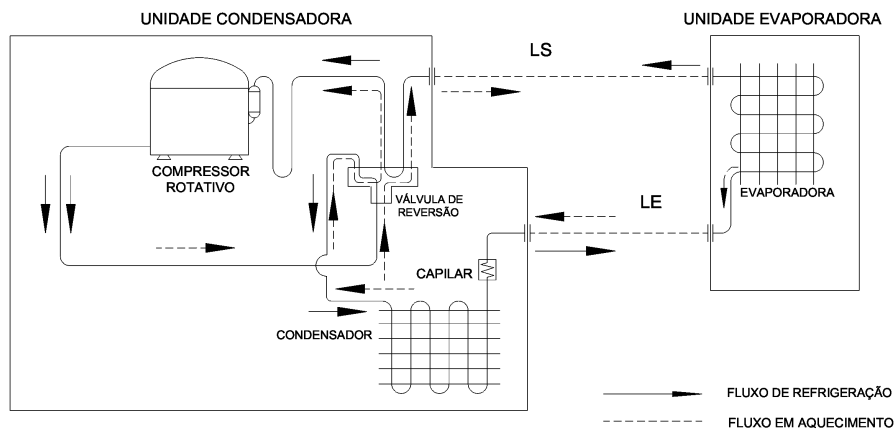 UNIDADE CONDENSADORA
UNIDADE EVAPORADORA
LS
COMPRESSOR
ROTATIVO
VÁLVULA DE
REVERSÃO
EVAPORADORA
LE
CAPILAR
CONDENSADOR
FLUXO DE REFRIGERAÇÃO
FLUXO EM AQUECIMENTO